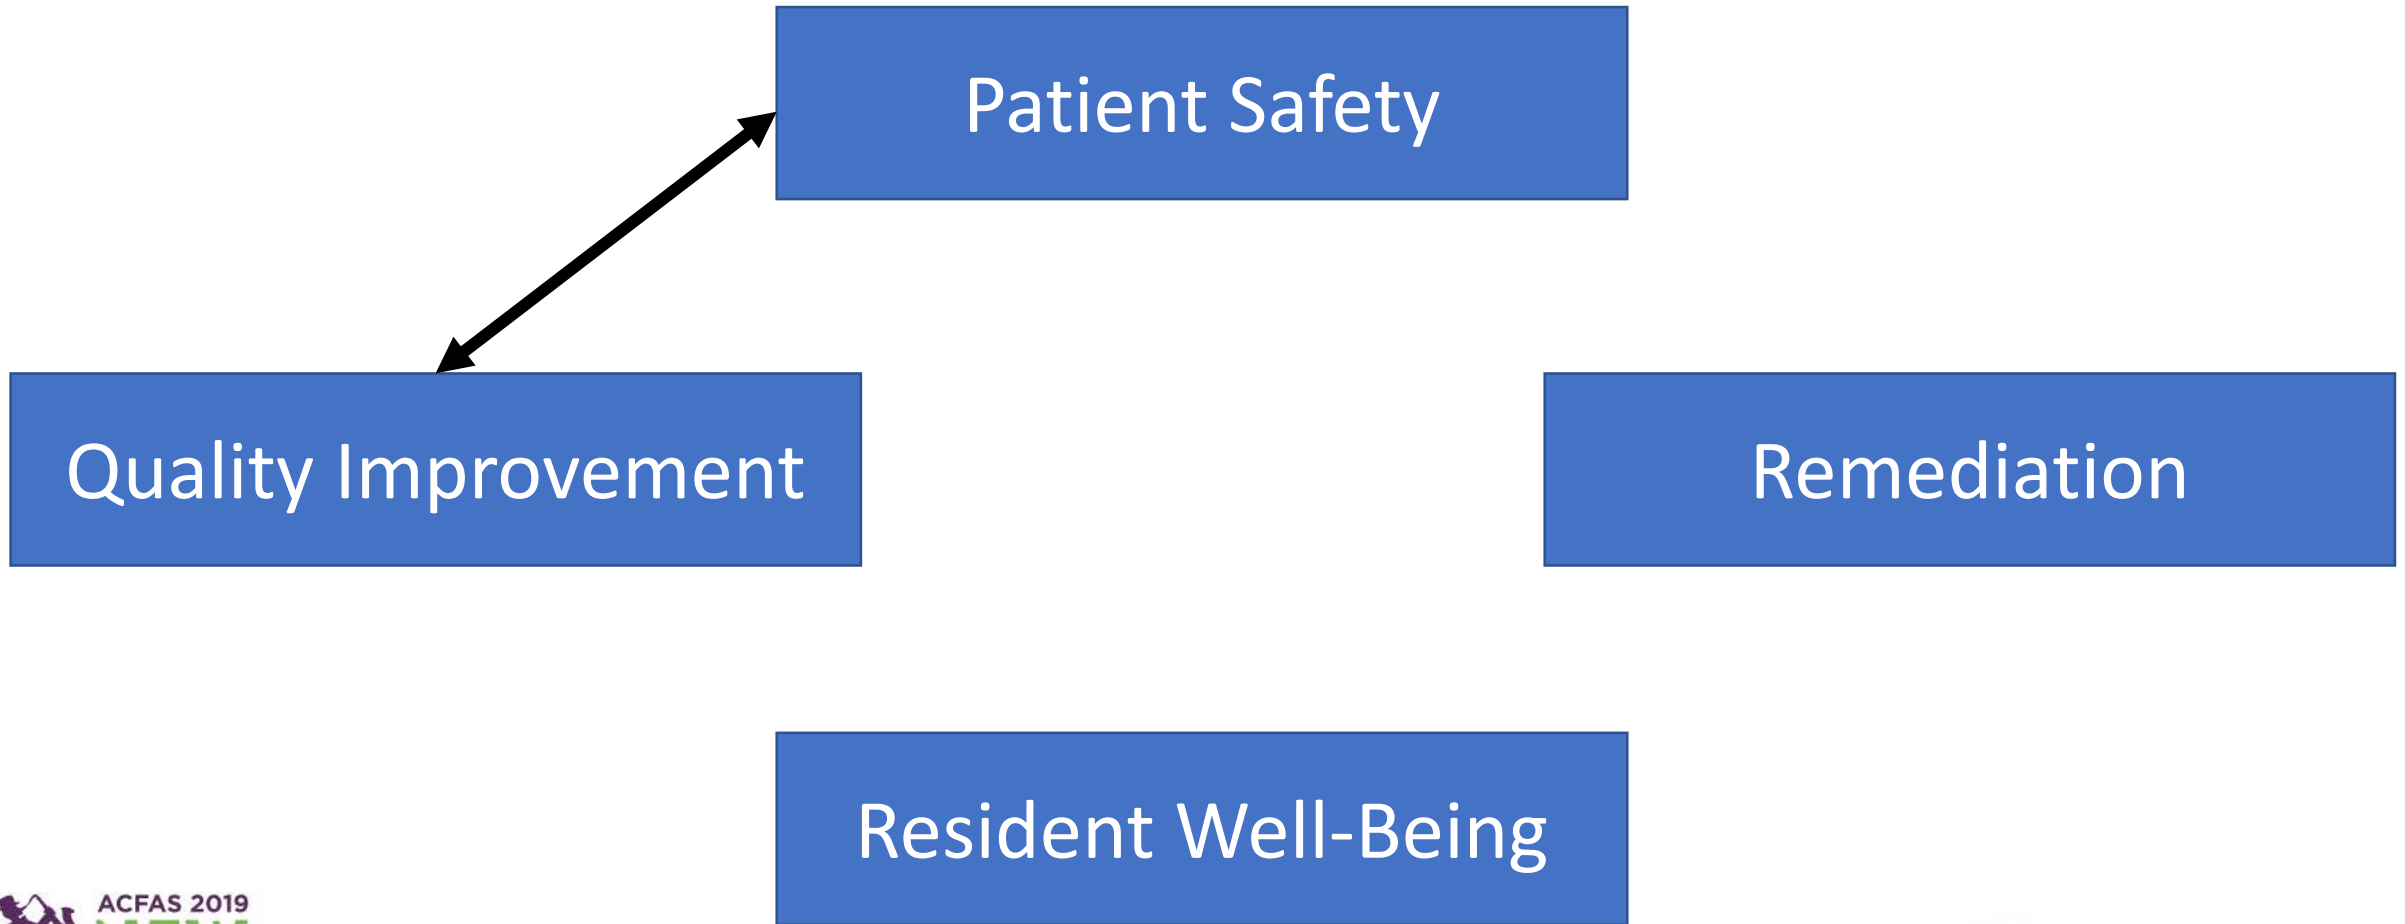 Patient Safety
Quality Improvement
Remediation
Resident Well-Being
ACFAS 2019